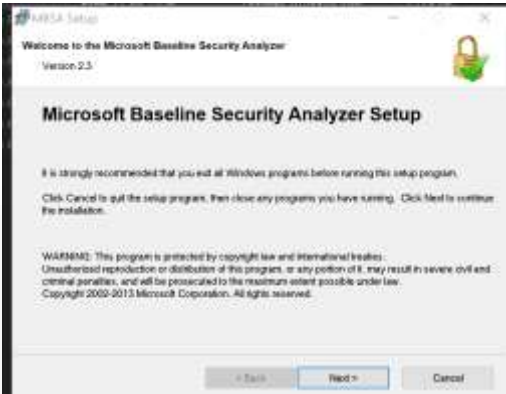 MBSA Setup
Welcome to the Microsoft Baseline Security Analyzer
Version 2.3
Microsoft Baseline Security Analyzer Setup
It is strongly recommended that you exit all Windows programs before running this setup program.
Click Cancel to quit the setup program, then close any programs you have running. Click Next to continue
the installation.
WARNING: This program is protected by copyright law and international treaties.
Unauthorized reproduction or distribution of this program, or any portion of it, may result in severe civil and
criminal penalties, and will be prosecuted to the maximum extent possible under law.
Copyright 2002-2013 Microsoft Corporation. All rights reserved.
< Back
Next >
Cancel